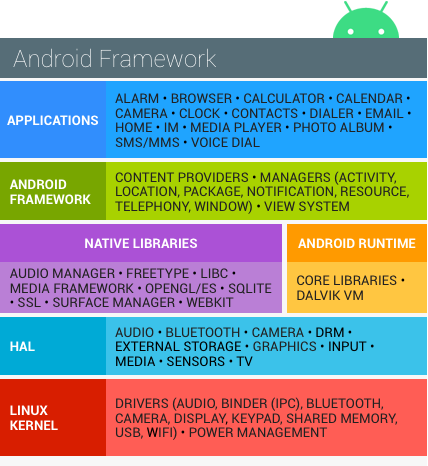 Android Framework
APPLICATIONS
ALARM • BROWSER • CALCULATOR • CALENDAR •
CAMERA • CLOCK • CONTACTS • DIALER • EMAIL •
HOME • IM • MEDIA PLAYER • PHOTO ALBUM •
SMS/MMS • VOICE DIAL
ANDROID
FRAMEWORK
CONTENT PROVIDERS • MANAGERS (ACTIVITY,
LOCATION, PACKAGE, NOTIFICATION, RESOURCE,
TELEPHONY, WINDOW) • VIEW SYSTEM
NATIVE LIBRARIES
AUDIO MANAGER • FREETYPE • LIBC •
MEDIA FRAMEWORK • OPENGL/ES • SQLITE
• SSL • SURFACE MANAGER • WEBKIT
ANDROID RUNTIME
CORE LIBRARIES •
DALVIK VM
HAL
AUDIO • BLUETOOTH • CAMERA • DRM •
EXTERNAL STORAGE • GRAPHICS • INPUT •
MEDIA • SENSORS • TV
LINUX
KERNEL
DRIVERS (AUDIO, BINDER (IPC), BLUETOOTH,
CAMERA, DISPLAY, KEYPAD, SHARED MEMORY,
USB, WIFI) • POWER MANAGEMENT